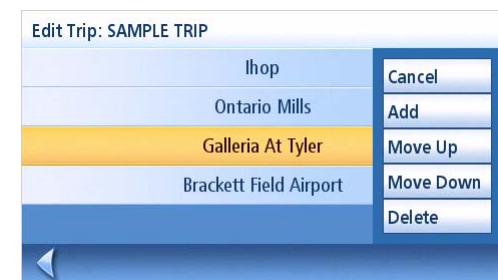 Edit Trip: SAMPLE TRIP
Ihop
Ontario Mills
Galleria At Tyler
Brackett Field Airport
Cancel
Add
Move Up
Move Down
Delete